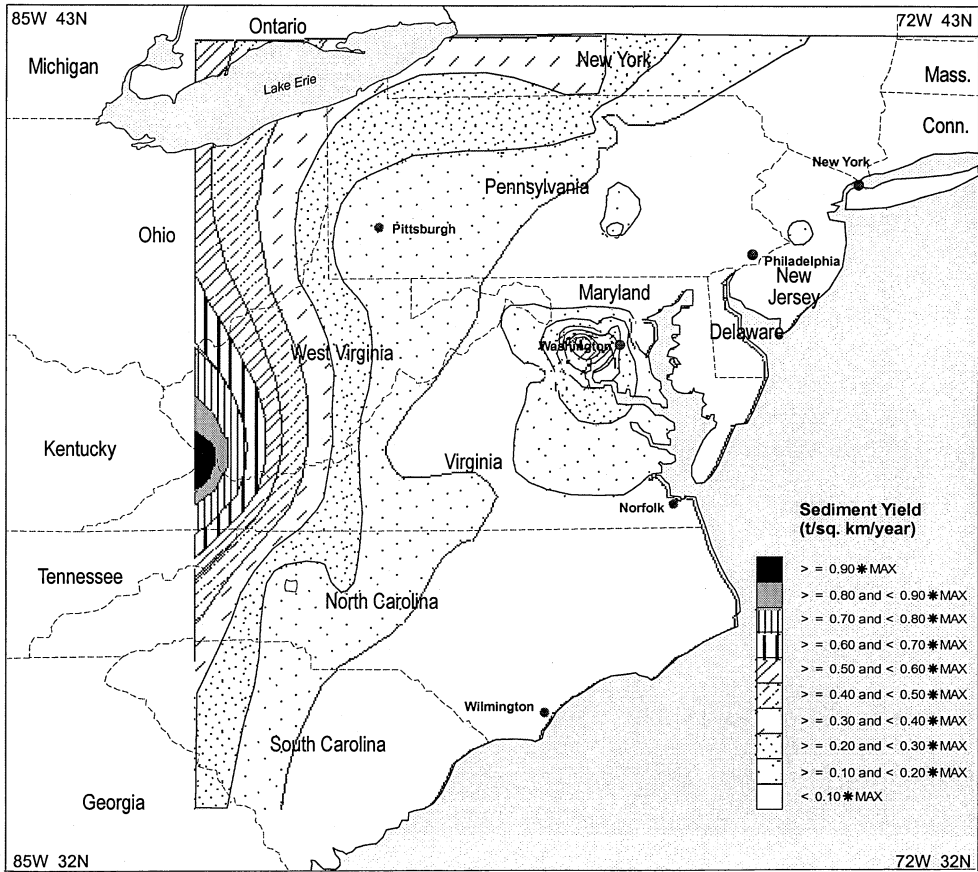 85W 43N
72W 43N
Ontario
Michigan
New York
Lake Erie
Mass.
Conn.
New York
Pennsylvania
Ohio
Pittsburgh
Philadelphia
New
Jersey
Maryland
Delaware
Washington
West Virginia
Kentucky
Virginia
Norfolk
Tennessee
North Carolina
Wilmington
South Carolina
Georgia
Sediment Yield
(t/sq. km/year)
> = 0.90✱MAX
> = 0.80 and < 0.90✱MAX
> = 0.70 and < 0.80✱MAX
> = 0.60 and < 0.70✱MAX
> = 0.50 and < 0.60✱MAX
> = 0.40 and < 0.50✱MAX
> = 0.30 and < 0.40✱MAX
> = 0.20 and < 0.30✱MAX
> = 0.10 and < 0.20✱MAX
< 0.10✱MAX
85W 32N
72W 32N